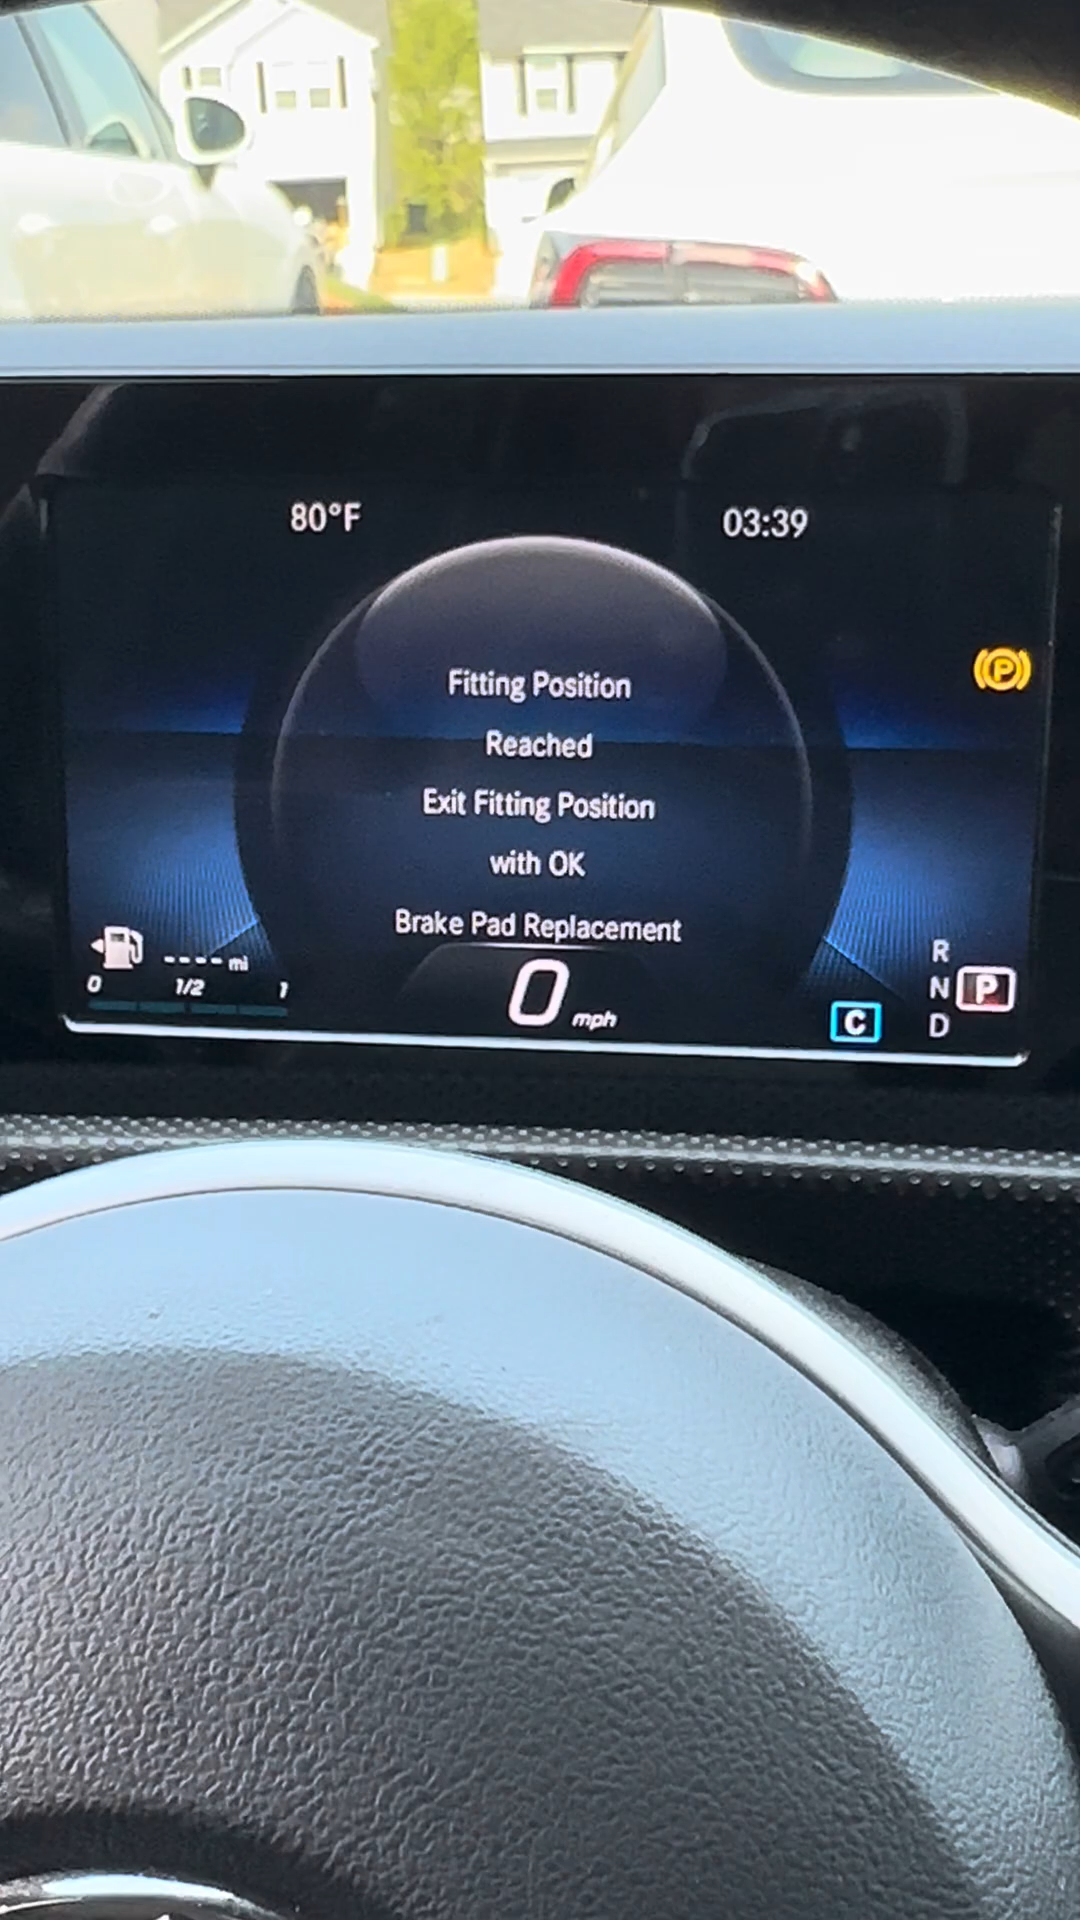 80°F 03:39
Fitting Position
Reached
Exit Fitting Position
with OK
Brake Pad Replacement
P
---- mi
0 1/2 1
0 mph
C
R
N P
D